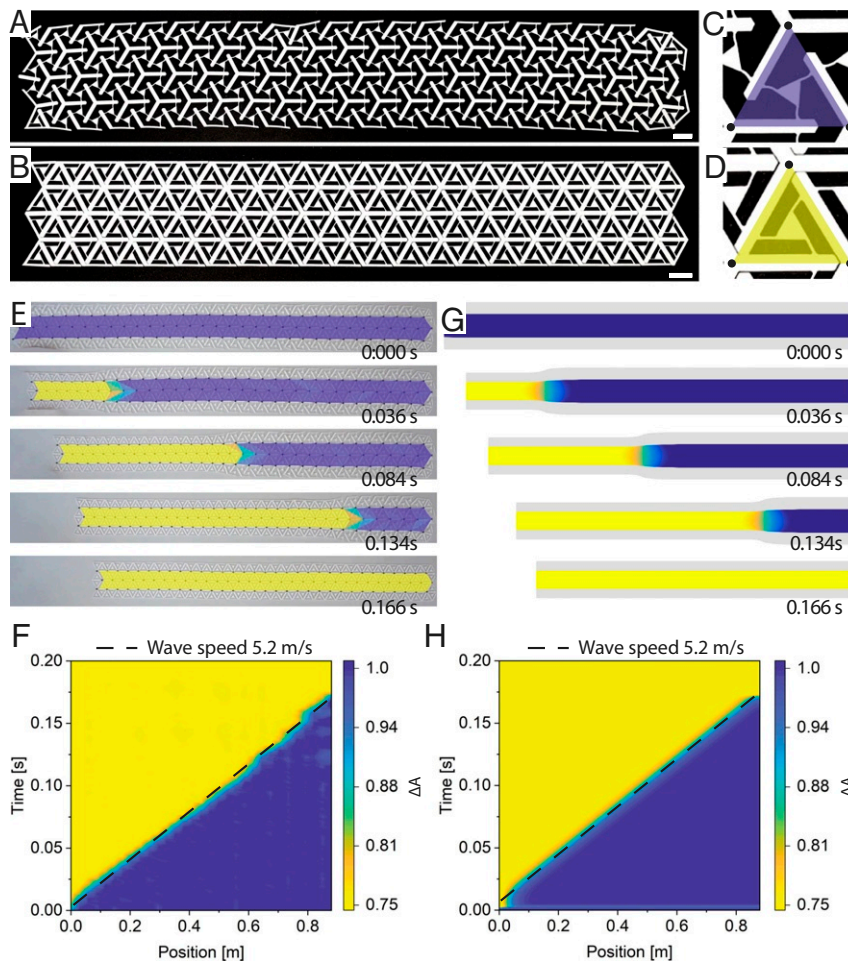 A
C
B
D
E
0:000 s
0.036 s
0.084 s
0.134s
0.166 s
G
0:000 s
0.036 s
0.084 s
0.134s
0.166 s
F
Wave speed 5.2 m/s
0.20
0.15
0.10
0.05
0.00
Time [s]
0.0 0.2 0.4 0.6 0.8
Position [m]
1.0
0.94
0.88
0.81
0.75
ΔA
H
Wave speed 5.2 m/s
0.20
0.15
0.10
0.05
0.00
Time [s]
0.0 0.2 0.4 0.6 0.8
Position [m]
1.0
0.94
0.88
0.81
0.75